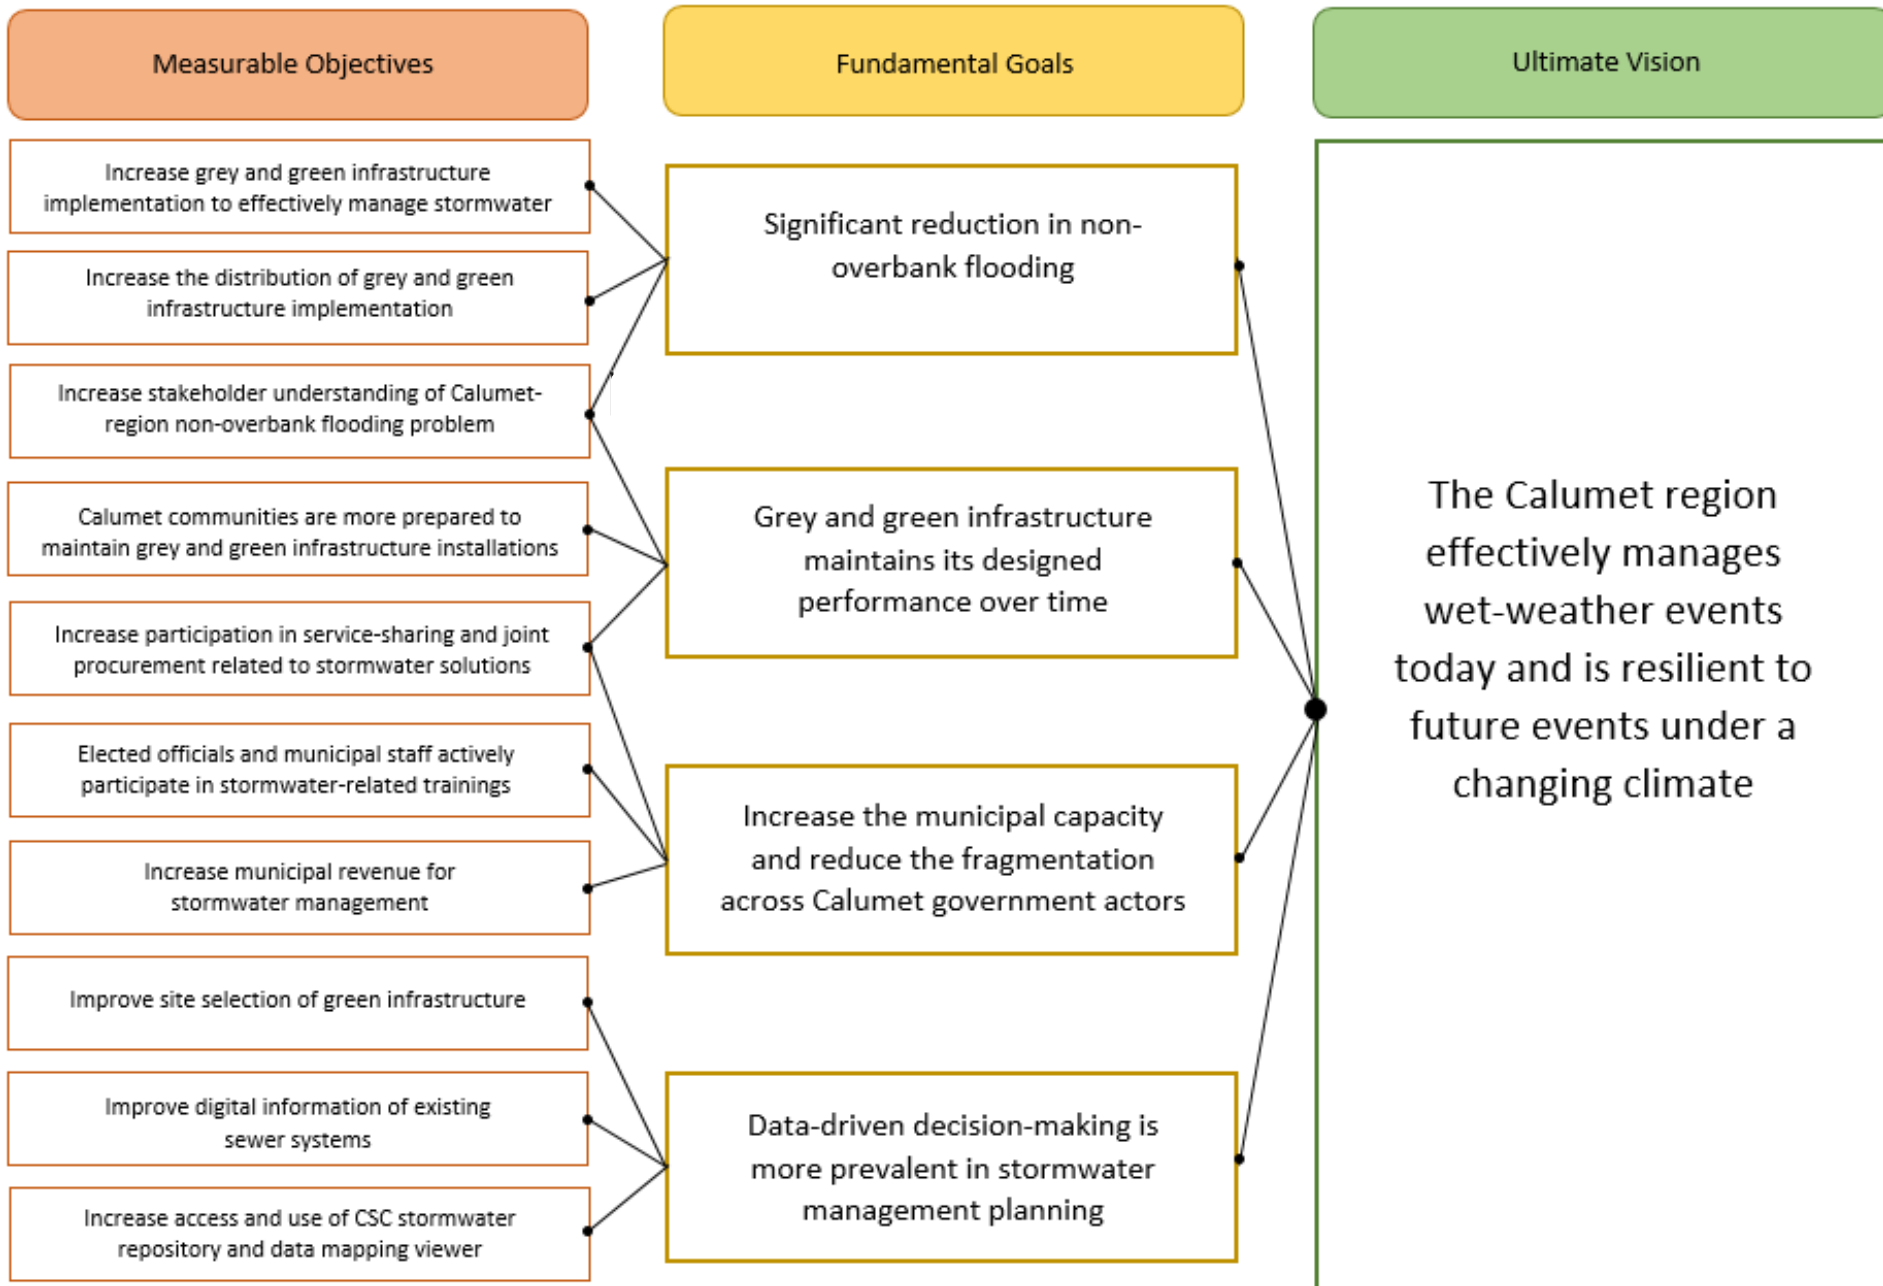 Measurable Objectives
Fundamental Goals
Ultimate Vision
Increase grey and green infrastructure
implementation to effectively manage stormwater
Increase the distribution of grey and green
infrastructure implementation
Increase stakeholder understanding of Calumet-
region non-overbank flooding problem
Calumet communities are more prepared to
maintain grey and green infrastructure installations
Increase participation in service-sharing and joint
procurement related to stormwater solutions
Elected officials and municipal staff actively
participate in stormwater-related trainings
Increase municipal revenue for
stormwater management
Improve site selection of green infrastructure
Improve digital information of existing
sewer systems
Increase access and use of CSC stormwater
repository and data mapping viewer
Significant reduction in non-
overbank flooding
Grey and green infrastructure
maintains its designed
performance over time
Increase the municipal capacity
and reduce the fragmentation
across Calumet government actors
Data-driven decision-making is
more prevalent in stormwater
management planning
The Calumet region
effectively manages
wet-weather events
today and is resilient to
future events under a
changing climate